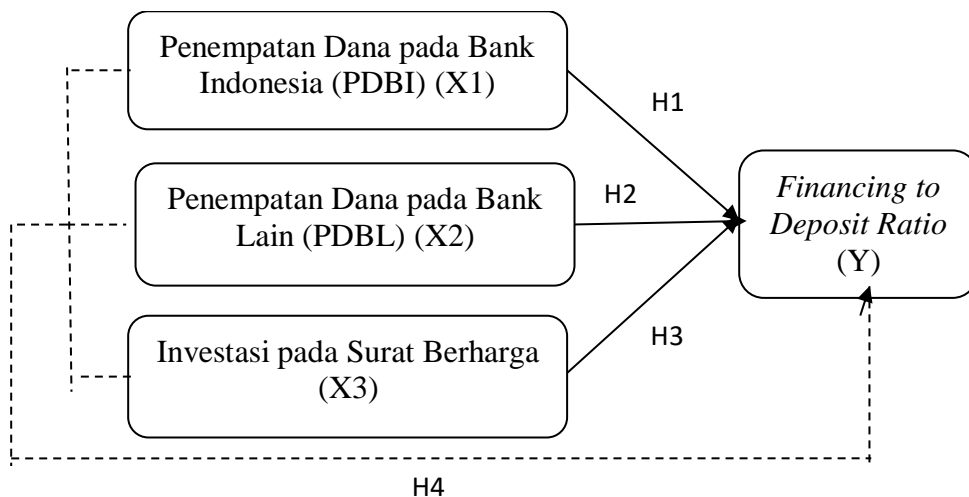 Penempatan Dana pada Bank
Indonesia (PDBI) (X1)
H1
Penempatan Dana pada Bank
Lain (PDBL) (X2)
H2
Financing to
Deposit Ratio
(Y)
Investasi pada Surat Berharga
(X3)
H3
H4